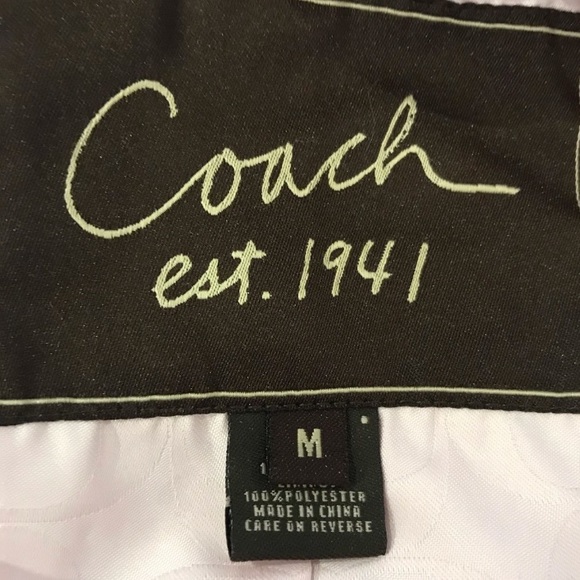 Coach
est. 1941
M
100% POLYESTER
MADE IN CHINA
CARE ON REVERSE